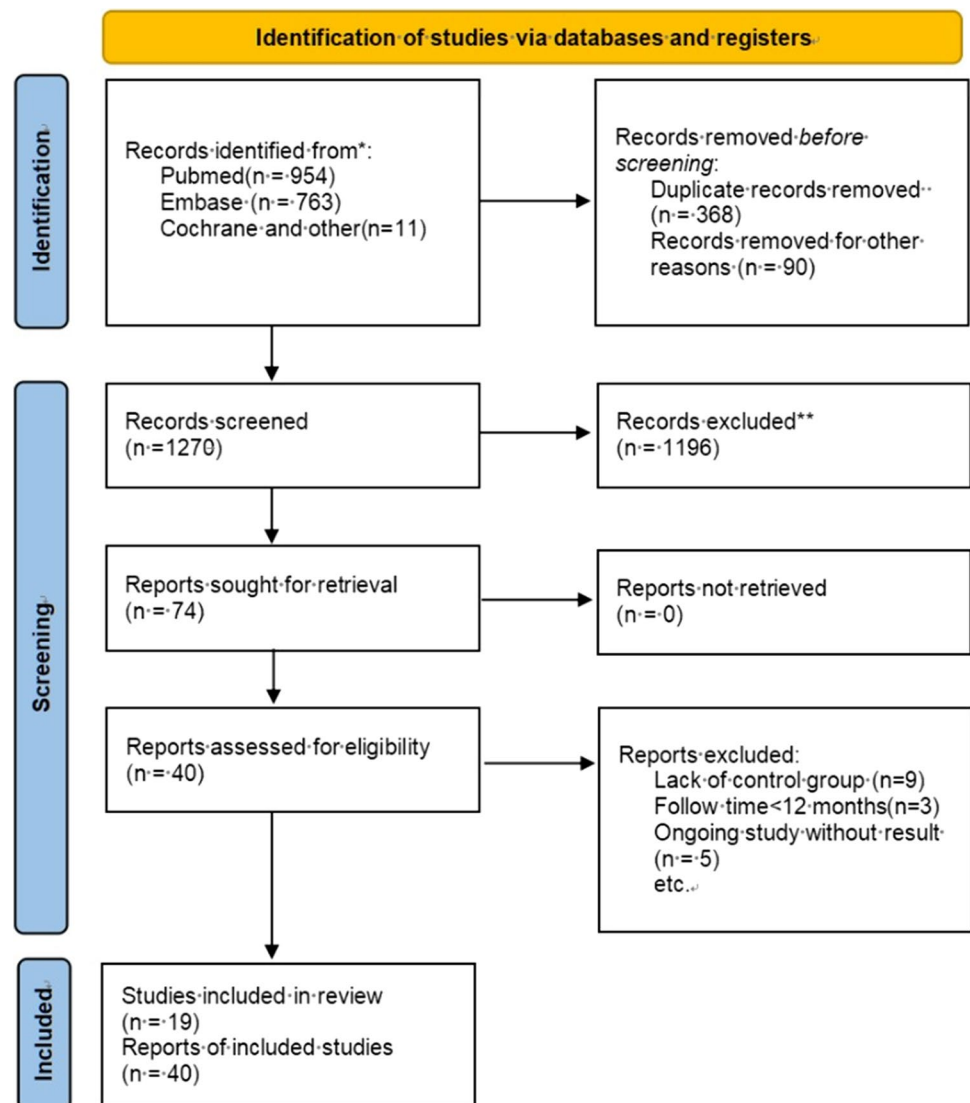 Identification of studies via databases and registers
Identification
Records identified from*:
Pubmed(n = 954)
Embase (n = 763)
Cochrane and other(n=11)
Records removed before
screening:
Duplicate records removed
(n = 368)
Records removed for other
reasons (n = 90)
Screening
Records screened
(n =1270)
Records excluded**
(n = 1196)
Reports sought for retrieval
(n = 74)
Reports not retrieved
(n = 0)
Reports assessed for eligibility
(n = 40)
Reports excluded:
Lack of control group (n=9)
Follow time<12 months(n=3)
Ongoing study without result
(n = 5)
etc.
Included
Studies included in review
(n = 19)
Reports of included studies
(n = 40)